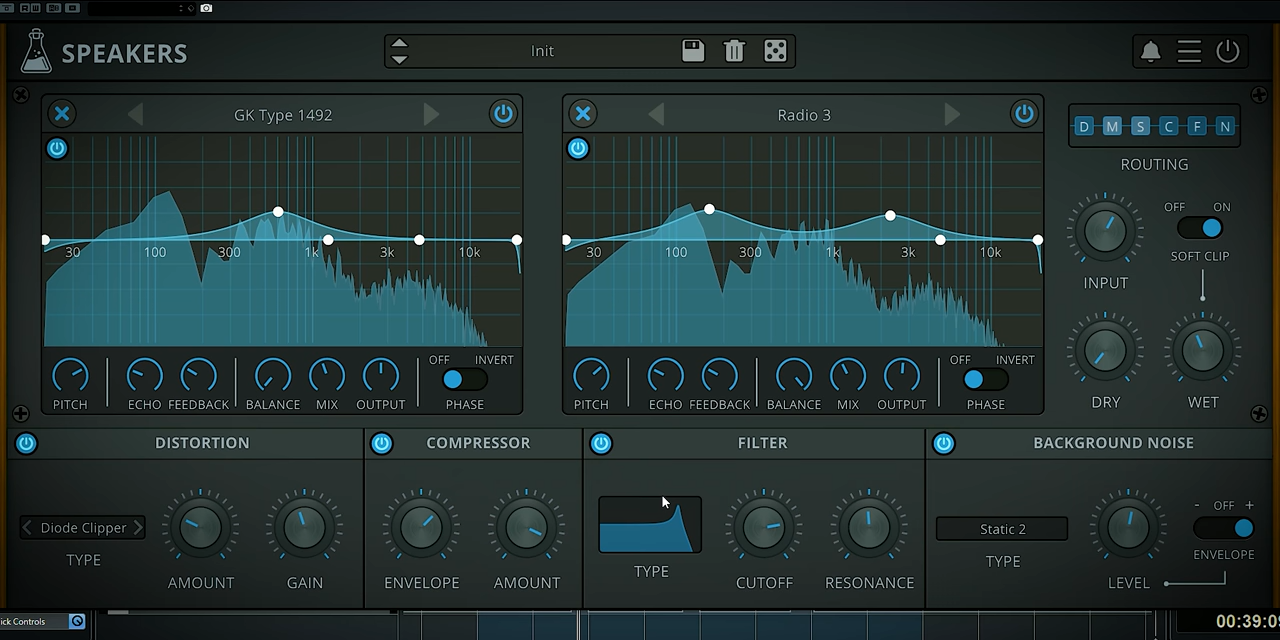 SPEAKERS
Init
GK Type 1492
Radio 3
D M S C F N
ROUTING
30 100 300 1k 3k 10k
30 100 300 1k 3k 10k
OFF ON
SOFT CLIP
INPUT
OFF INVERT
OFF INVERT
PITCH ECHO FEEDBACK BALANCE MIX OUTPUT PHASE
PITCH ECHO FEEDBACK BALANCE MIX OUTPUT PHASE
DRY WET
DISTORTION
COMPRESSOR
FILTER
BACKGROUND NOISE
Diode Clipper
TYPE
AMOUNT
GAIN
ENVELOPE
AMOUNT
TYPE
CUTOFF
RESONANCE
Static 2
TYPE
LEVEL
- OFF +
ENVELOPE
ick Controls